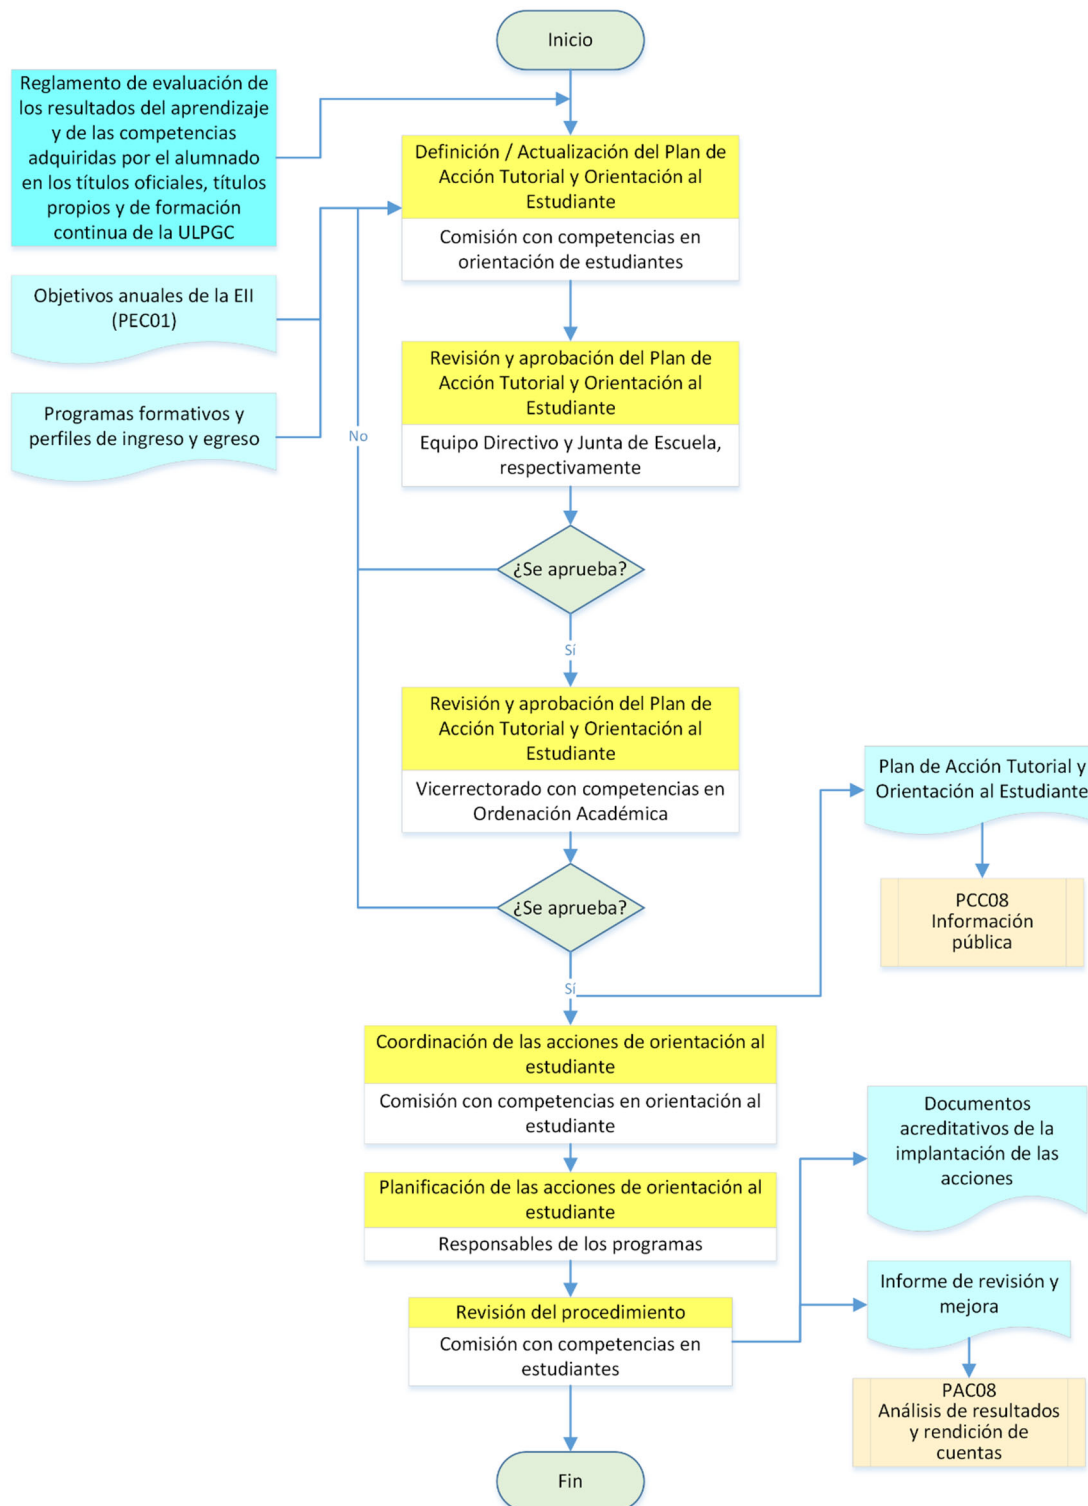 Inicio
Reglamento de evaluación de
los resultados del aprendizaje
y de las competencias
adquiridas por el alumnado
en los títulos oficiales, títulos
propios y de formación
continua de la ULPGC
Definición / Actualización del Plan de
Acción Tutorial y Orientación al
Estudiante
Comisión con competencias en
orientación de estudiantes
Objetivos anuales de la EII
(PEC01)
Programas formativos y
perfiles de ingreso y egreso
Revisión y aprobación del Plan de
Acción Tutorial y Orientación al
Estudiante
Equipo Directivo y Junta de Escuela,
respectivamente
No
¿Se aprueba?
Sí
Revisión y aprobación del Plan de
Acción Tutorial y Orientación al
Estudiante
Vicerrectorado con competencias en
Ordenación Académica
Plan de Acción Tutorial y
Orientación al Estudiante
PCC08
Información
pública
¿Se aprueba?
Sí
Coordinación de las acciones de orientación al
estudiante
Comisión con competencias en orientación al
estudiante
Planificación de las acciones de orientación al
estudiante
Responsables de los programas
Documentos
acreditativos de la
implantación de las
acciones
Revisión del procedimiento
Comisión con competencias en
estudiantes
Informe de revisión y
mejora
PAC08
Análisis de resultados
y rendición de
cuentas
Fin